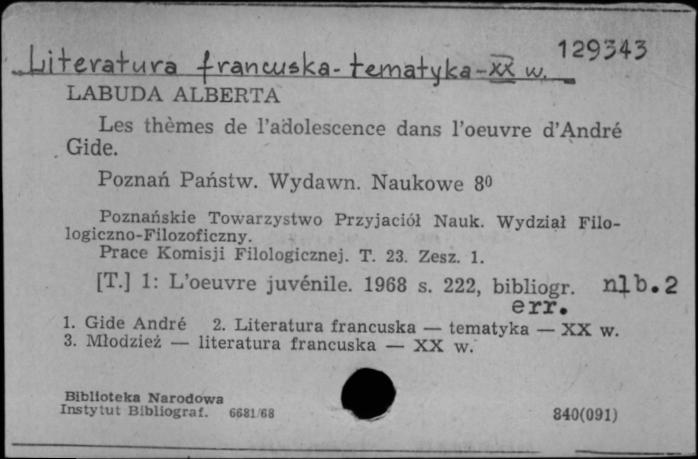 129343
Literatura francuska-tematyka-XX w.
LABUDA ALBERTA
Les thèmes de l'adolescence dans l'oeuvre d'André
Gide.
Poznań Państw. Wydawn. Naukowe 8⁰
Poznańskie Towarzystwo Przyjaciół Nauk. Wydział Filo-
logiczno-Filozoficzny.
Prace Komisji Filologicznej. T. 23. Zesz. 1.
[T.] 1: L'oeuvre juvénile. 1968 s. 222, bibliogr. nlb.2
err.
1. Gide André 2. Literatura francuska — tematyka — XX w.
3. Młodzież — literatura francuska — XX w.
Biblioteka Narodowa
Instytut Bibliograf. 6681/68
840(091)